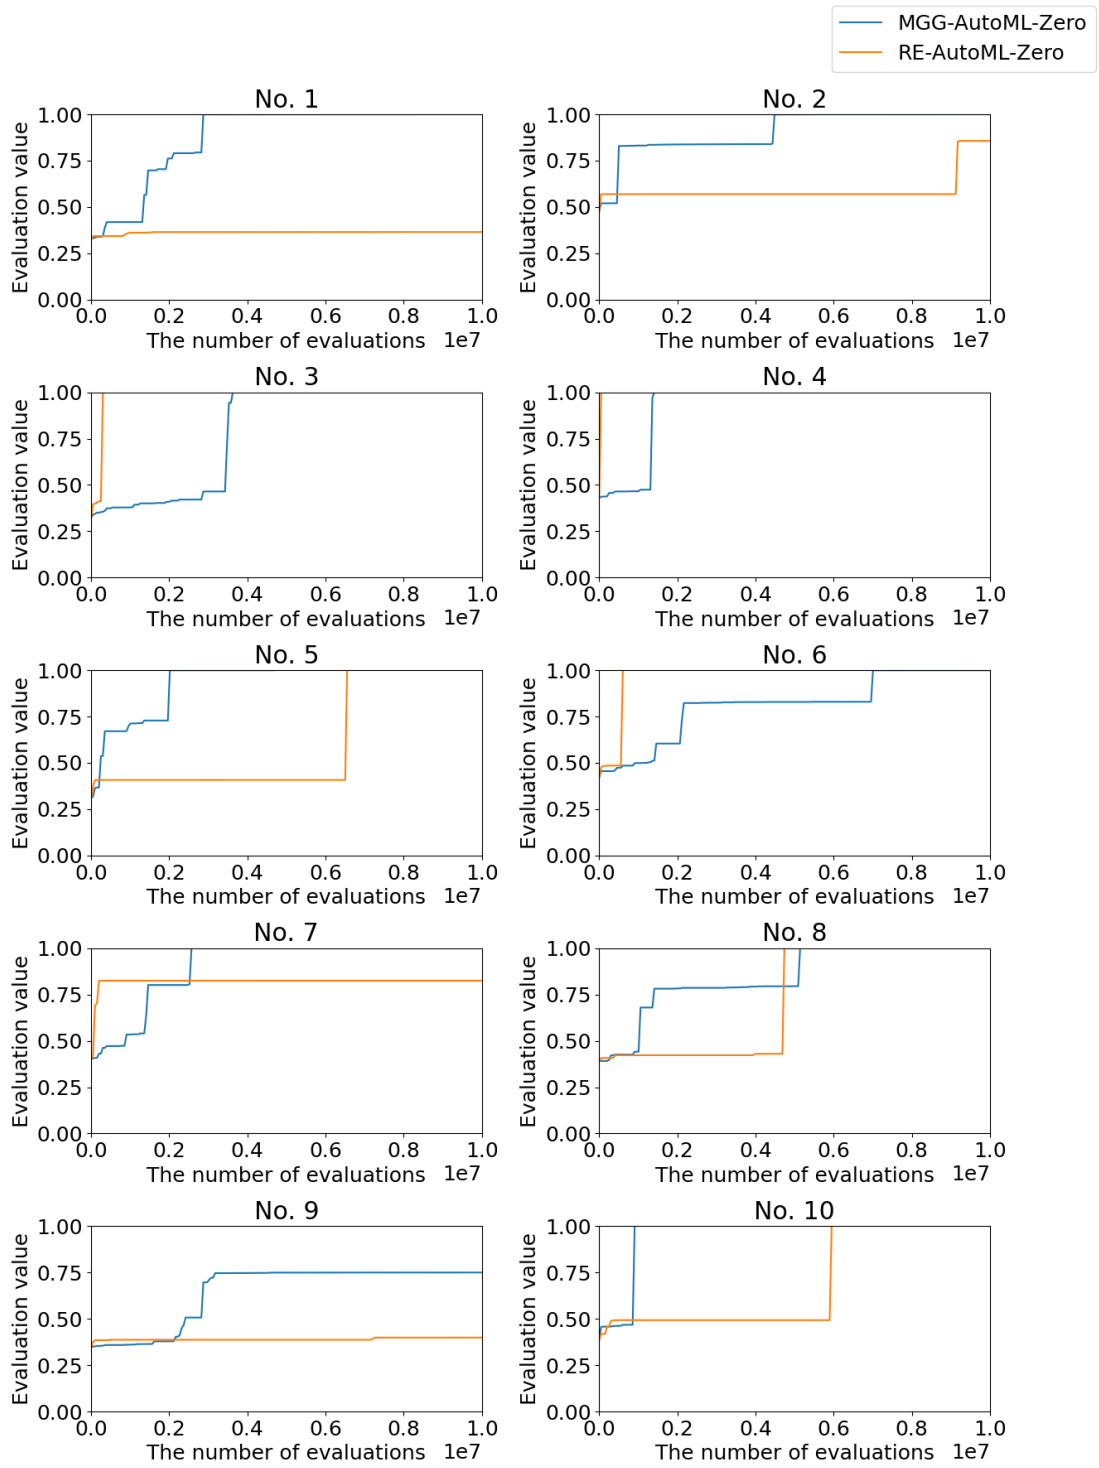 MGG-AutoML-Zero
RE-AutoML-Zero
No. 1
Evaluation value
1.00
0.75
0.50
0.25
0.00
0.0 0.2 0.4 0.6 0.8 1.0
The number of evaluations 1e7
No. 2
Evaluation value
1.00
0.75
0.50
0.25
0.00
0.0 0.2 0.4 0.6 0.8 1.0
The number of evaluations 1e7
No. 3
Evaluation value
1.00
0.75
0.50
0.25
0.00
0.0 0.2 0.4 0.6 0.8 1.0
The number of evaluations 1e7
No. 4
Evaluation value
1.00
0.75
0.50
0.25
0.00
0.0 0.2 0.4 0.6 0.8 1.0
The number of evaluations 1e7
No. 5
Evaluation value
1.00
0.75
0.50
0.25
0.00
0.0 0.2 0.4 0.6 0.8 1.0
The number of evaluations 1e7
No. 6
Evaluation value
1.00
0.75
0.50
0.25
0.00
0.0 0.2 0.4 0.6 0.8 1.0
The number of evaluations 1e7
No. 7
Evaluation value
1.00
0.75
0.50
0.25
0.00
0.0 0.2 0.4 0.6 0.8 1.0
The number of evaluations 1e7
No. 8
Evaluation value
1.00
0.75
0.50
0.25
0.00
0.0 0.2 0.4 0.6 0.8 1.0
The number of evaluations 1e7
No. 9
Evaluation value
1.00
0.75
0.50
0.25
0.00
0.0 0.2 0.4 0.6 0.8 1.0
The number of evaluations 1e7
No. 10
Evaluation value
1.00
0.75
0.50
0.25
0.00
0.0 0.2 0.4 0.6 0.8 1.0
The number of evaluations 1e7